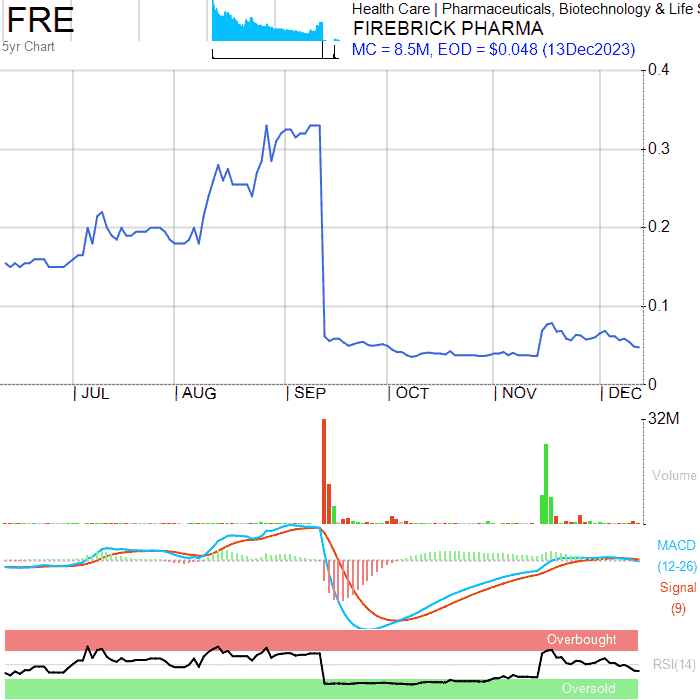 FRE
5yr Chart
Health Care | Pharmaceuticals, Biotechnology & Life S
FIREBRICK PHARMA
MC = 8.5M, EOD = $0.048 (13Dec2023)
0.4
0.3
0.2
0.1
0
| JUL | AUG | SEP | OCT | NOV | DEC
32M
Volume
MACD
(12-26)
Signal
(9)
Overbought
RSI(14)
Oversold